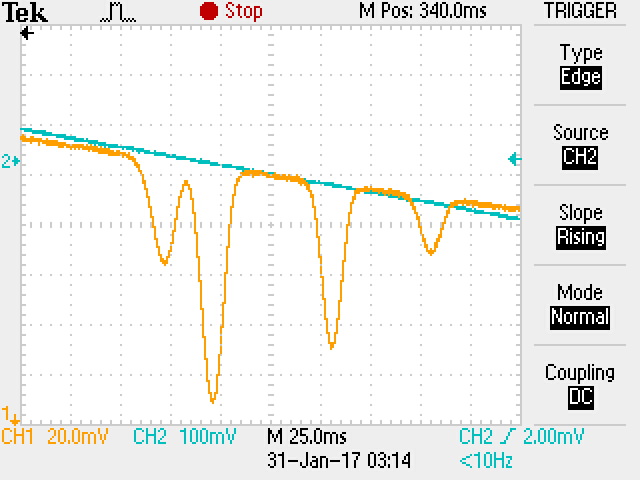 Tek Stop M Pos: 340.0ms TRIGGER
Type
Edge
Source
CH2
2
Slope
Rising
Mode
Normal
Coupling
DC
1
CH1 20.0mV CH2 100mV M 25.0ms CH2 2.00mV
31-Jan-17 03:14 <10Hz